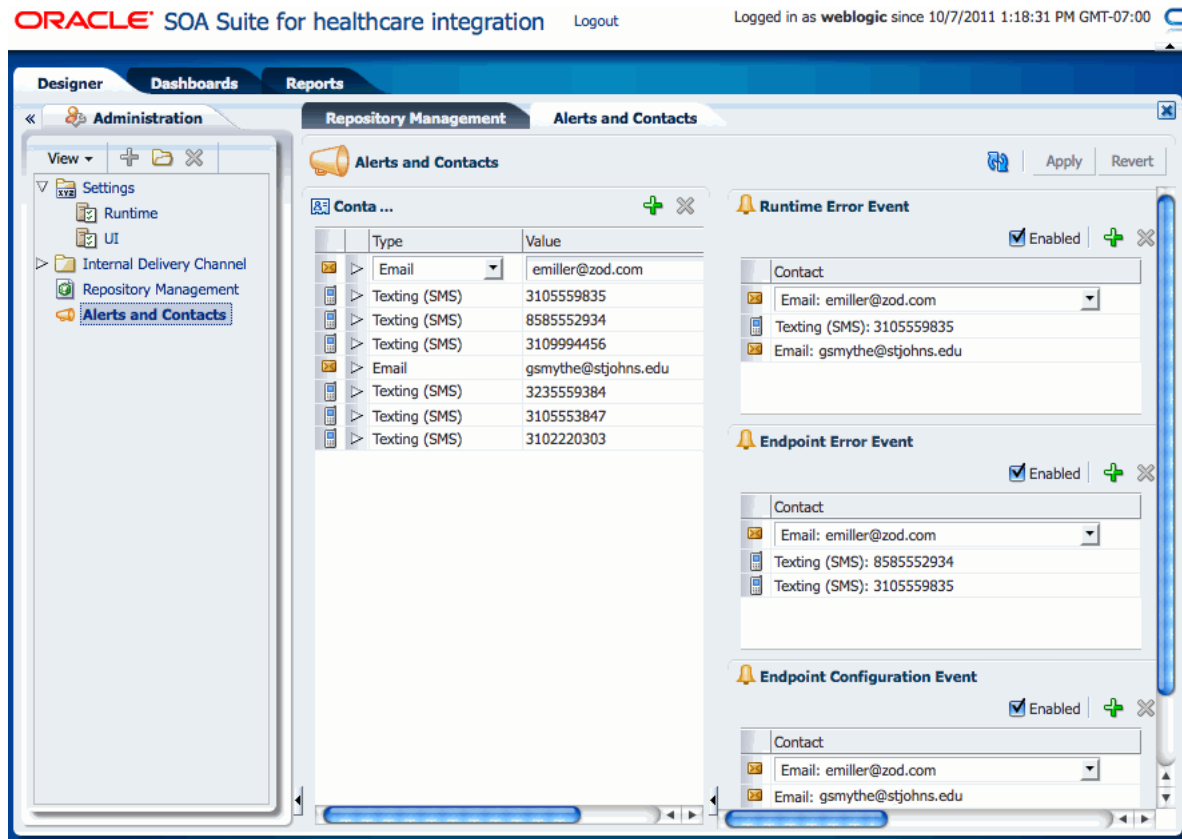 ORACLE SOA Suite for healthcare integration Logout Logged in as weblogic since 10/7/2011 1:18:31 PM GMT-07:00
Designer Dashboards Reports
« Administration
View
Settings
XYZ
Runtime
UI
Internal Delivery Channel
Repository Management
Alerts and Contacts
Repository Management Alerts and Contacts
Alerts and Contacts Apply Revert
Conta ...
Type Value
Email emiller@zod.com
Texting (SMS) 3105559835
Texting (SMS) 8585552934
Texting (SMS) 3109994456
Email gsmythe@stjohns.edu
Texting (SMS) 3235559384
Texting (SMS) 3105553847
Texting (SMS) 3102220303
Runtime Error Event
Enabled
Contact
Email: emiller@zod.com
Texting (SMS): 3105559835
Email: gsmythe@stjohns.edu
Endpoint Error Event
Enabled
Contact
Email: emiller@zod.com
Texting (SMS): 8585552934
Texting (SMS): 3105559835
Endpoint Configuration Event
Enabled
Contact
Email: emiller@zod.com
Email: gsmythe@stjohns.edu